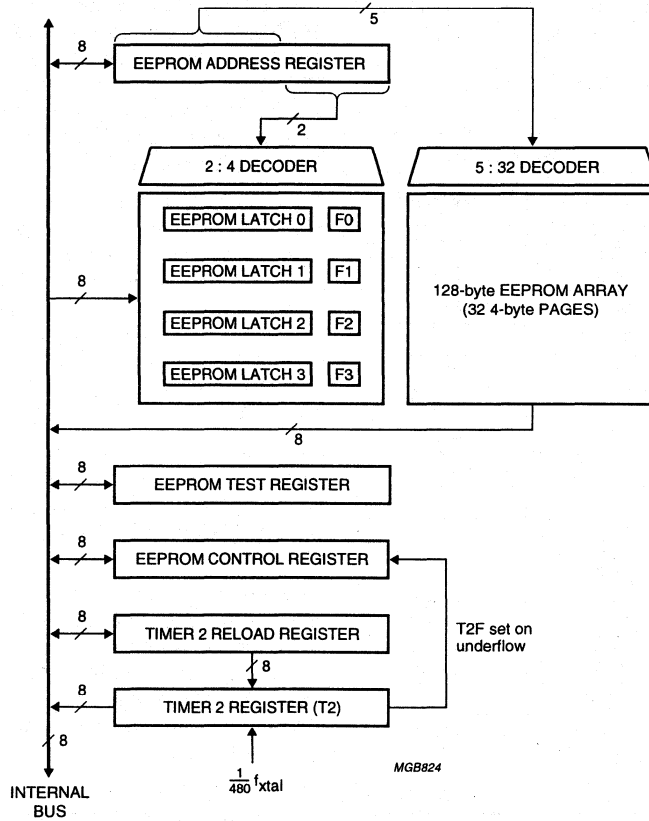 5
8
EEPROM ADDRESS REGISTER
2
2 : 4 DECODER
5 : 32 DECODER
EEPROM LATCH 0 F0
EEPROM LATCH 1 F1
8
128-byte EEPROM ARRAY
(32 4-byte PAGES)
EEPROM LATCH 2 F2
EEPROM LATCH 3 F3
8
8
EEPROM TEST REGISTER
8
EEPROM CONTROL REGISTER
8
TIMER 2 RELOAD REGISTER
T2F set on
underflow
8
8
TIMER 2 REGISTER (T2)
8
1/480 fxtal
MGB824
INTERNAL
BUS